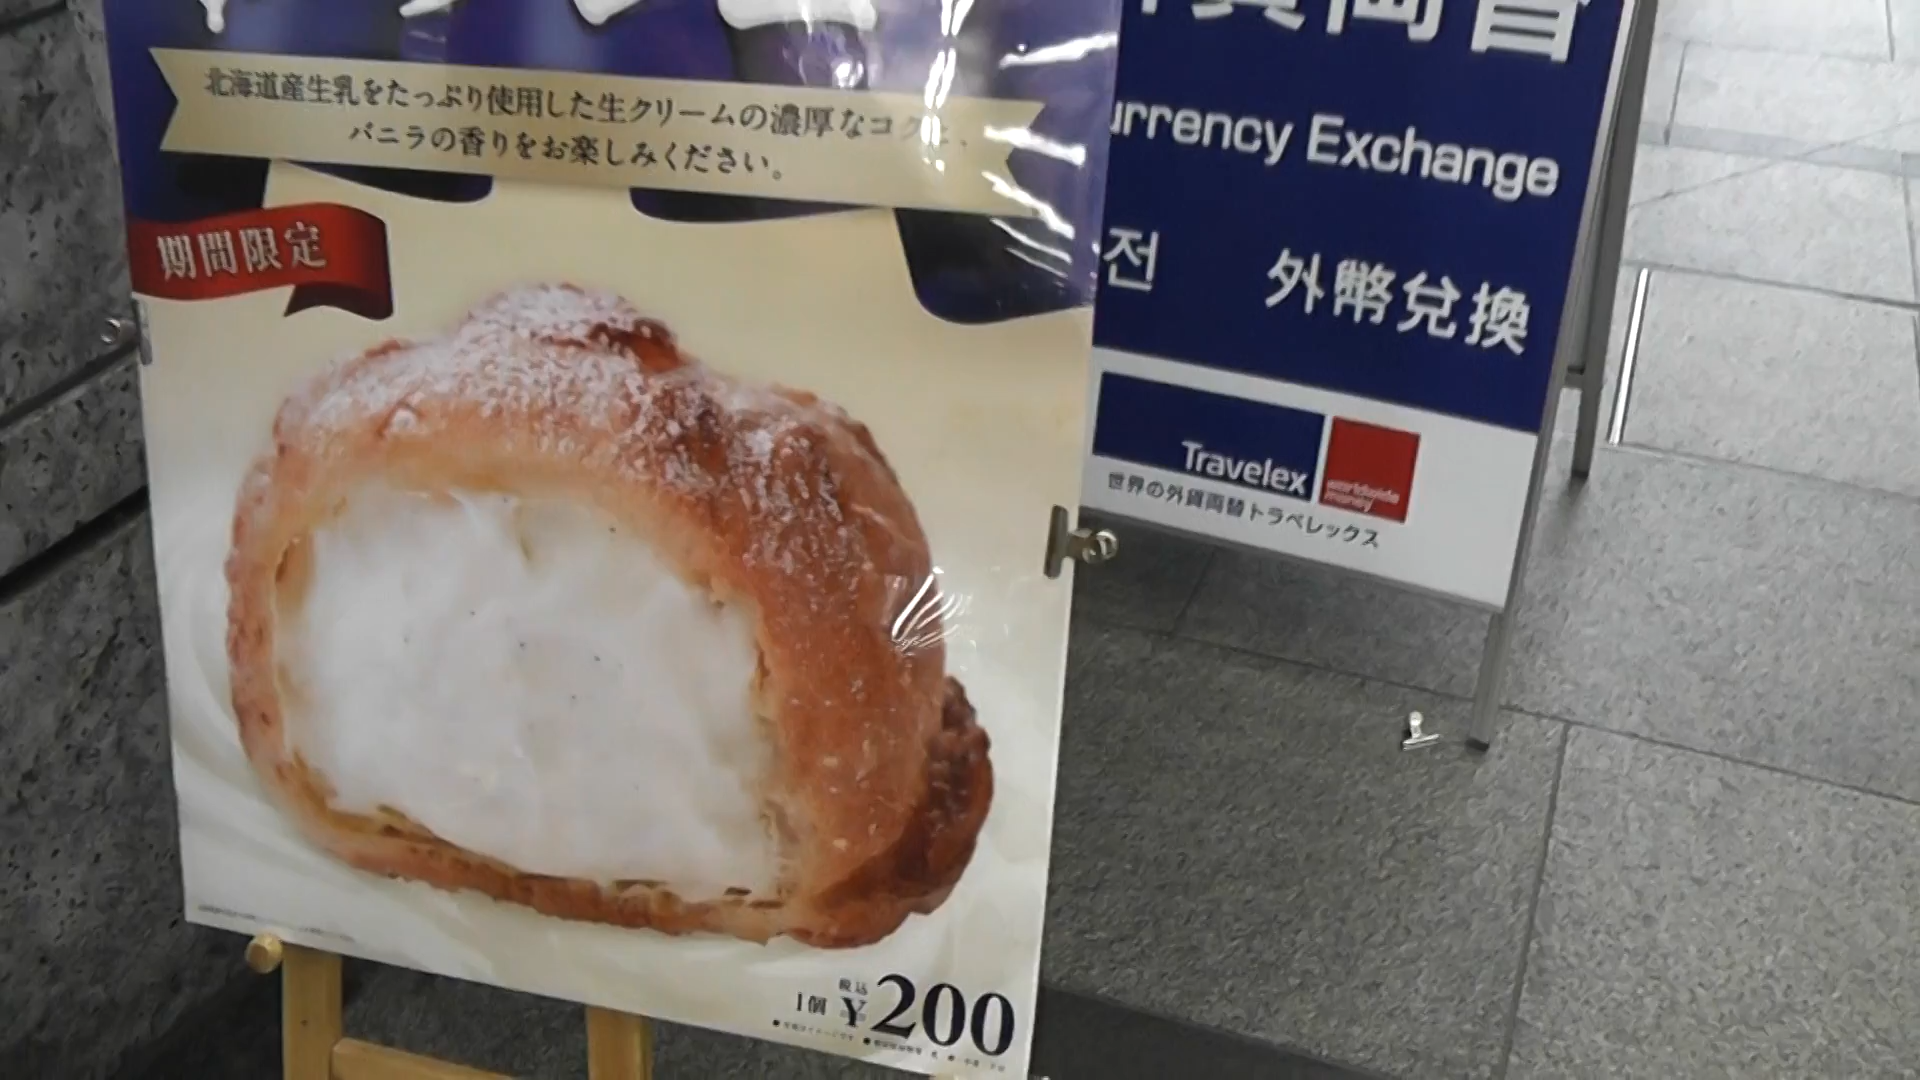 北海道産生乳をたっぷり使用した生クリームの濃厚なコクと、
バニラの香りをお楽しみください。
期間限定
税込
1個 ¥200
urrency Exchange
전 外幣兌換
Travelex
worldwide
money
世界の外貨両替トラベレックス